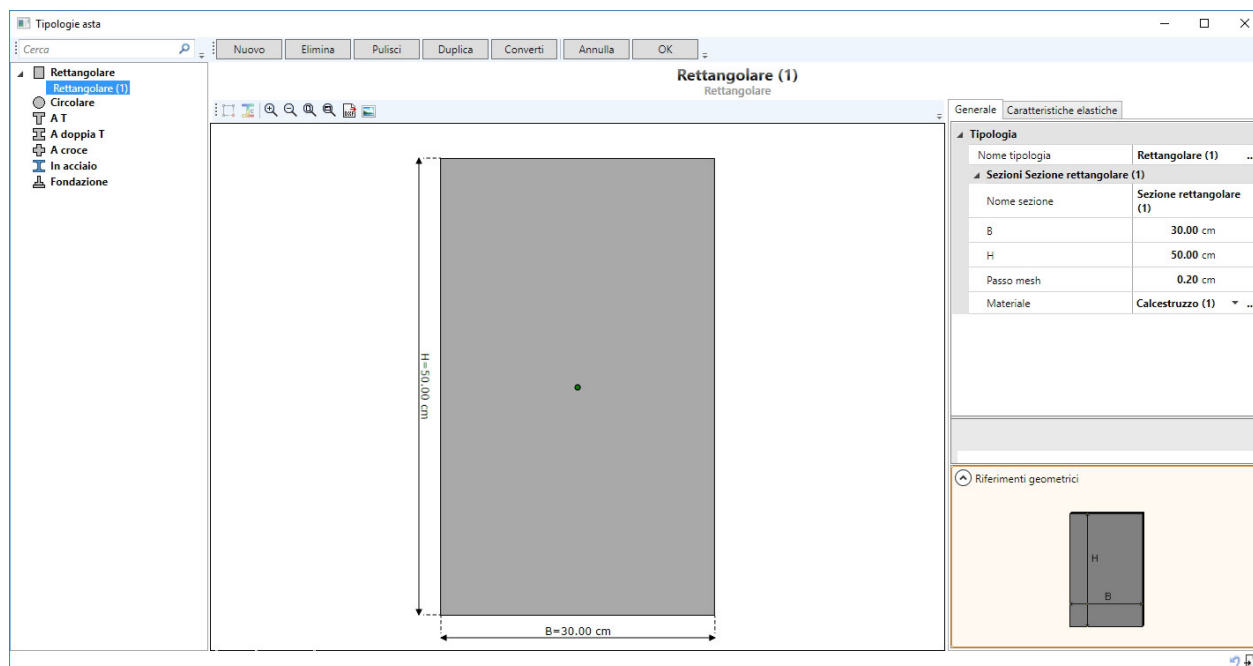 Tipologie asta
Cerca
Nuovo Elimina Pulisci Duplica Converti Annulla OK
Rettangolare
Rettangolare (1)
Circolare
A T
A doppia T
A croce
In acciaio
Fondazione
Rettangolare (1)
Rettangolare
H=50.00 cm
B=30.00 cm
Generale Caratteristiche elastiche
Tipologia
Nome tipologia Rettangolare (1) ...
Sezioni Sezione rettangolare (1)
Nome sezione Sezione rettangolare
(1)
B 30.00 cm
H 50.00 cm
Passo mesh 0.20 cm
Materiale Calcestruzzo (1) ...
Riferimenti geometrici
H
B